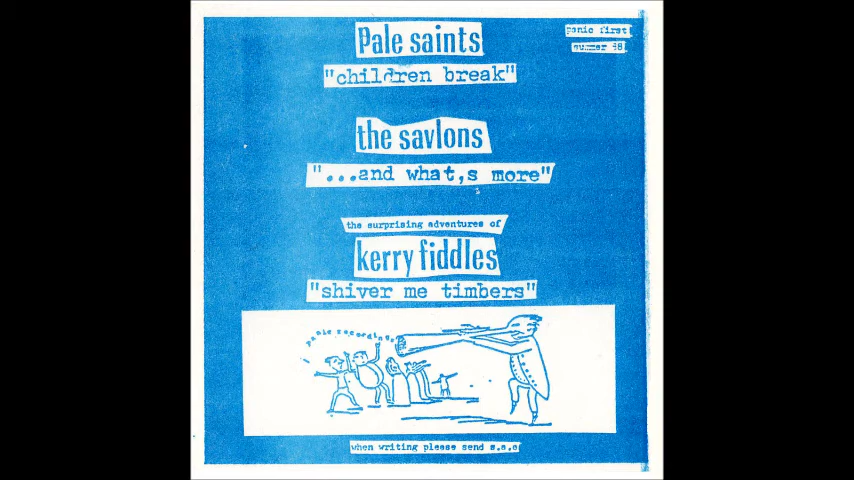 Pale saints
"children break"
panic first
summer 88
the savlons
"...and what,s more"
the surprising adventures of
kerry fiddles
"shiver me timbers"
panic recordings
when writing please send s.a.e